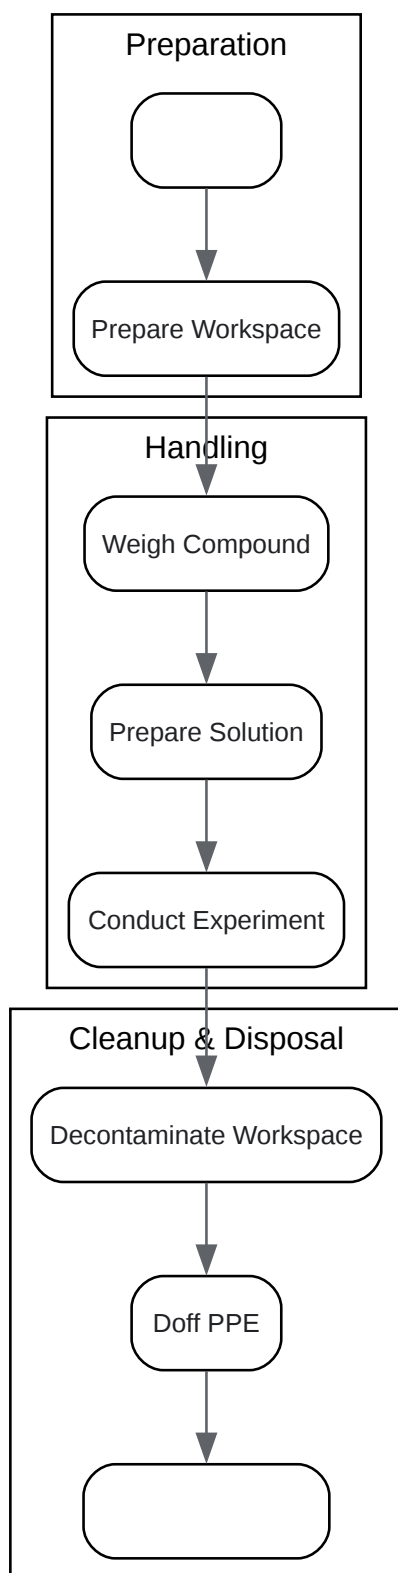 Preparation
Prepare Workspace
Handling
Weigh Compound
Prepare Solution
Conduct Experiment
Cleanup & Disposal
Decontaminate Workspace
Doff PPE